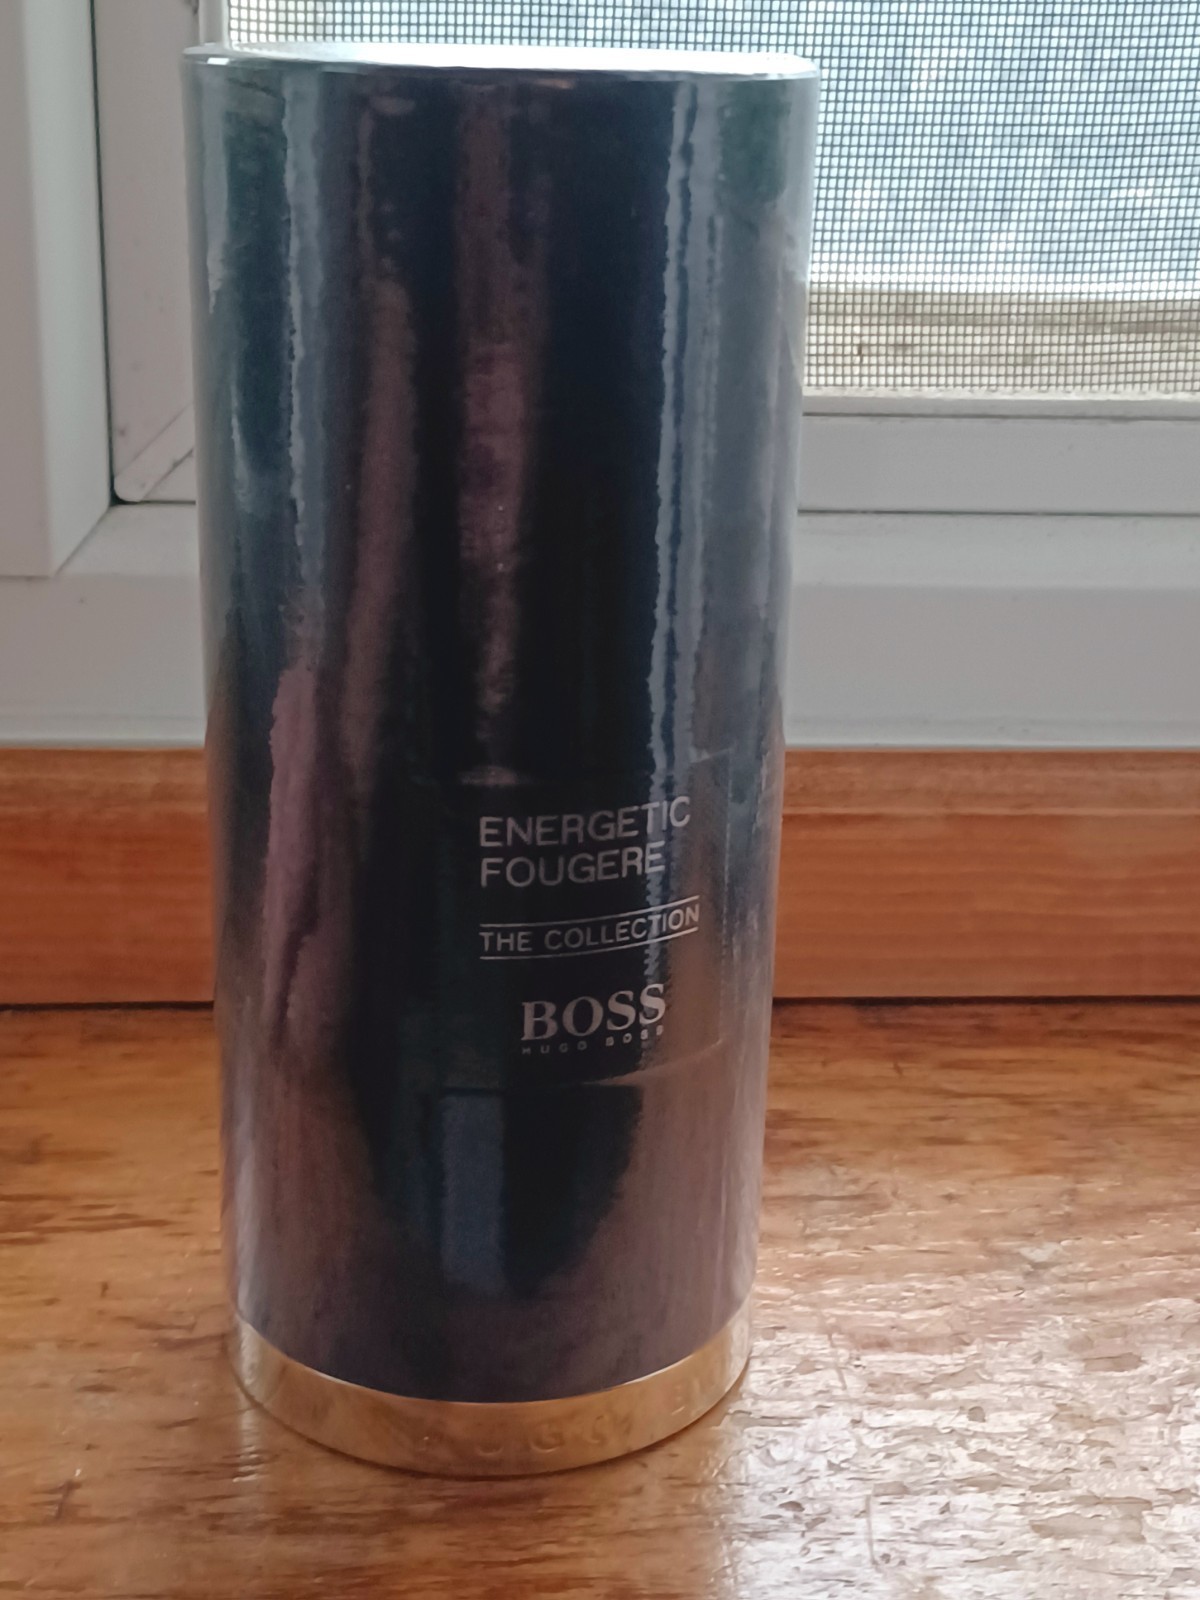 ENERGETIC
FOUGERE
THE COLLECTION
BOSS
HUGO BOSS